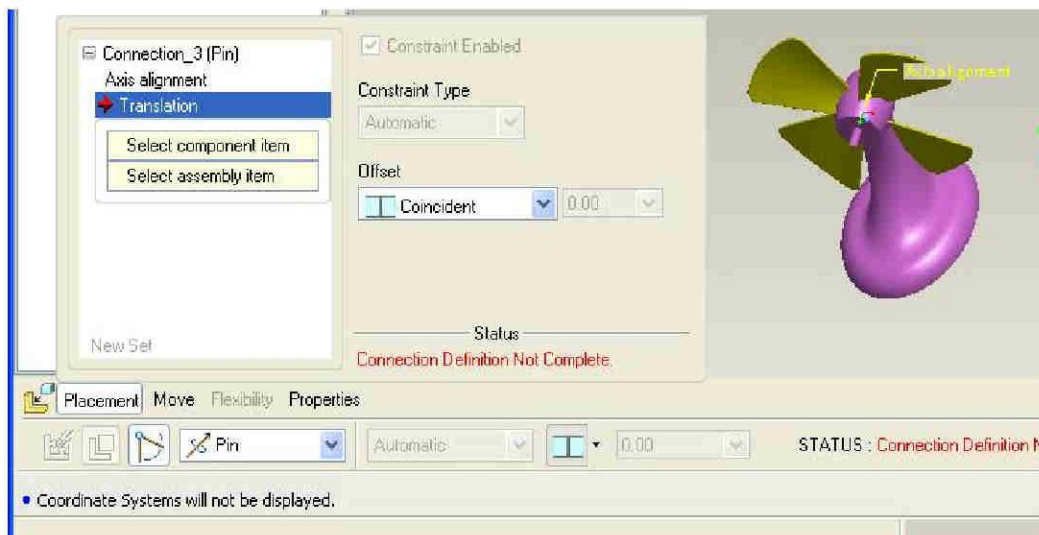 Connection_3 (Pin)
Axis alignment
Translation
Select component item
Select assembly item
New Set
Constraint Enabled
Constraint Type
Automatic
Offset
Coincident
0.00
Status
Connection Definition Not Complete.
Axis alignment
Placement Move Flexibility Properties
Pin Automatic 0.00 STATUS : Connection Definition N
Coordinate Systems will not be displayed.